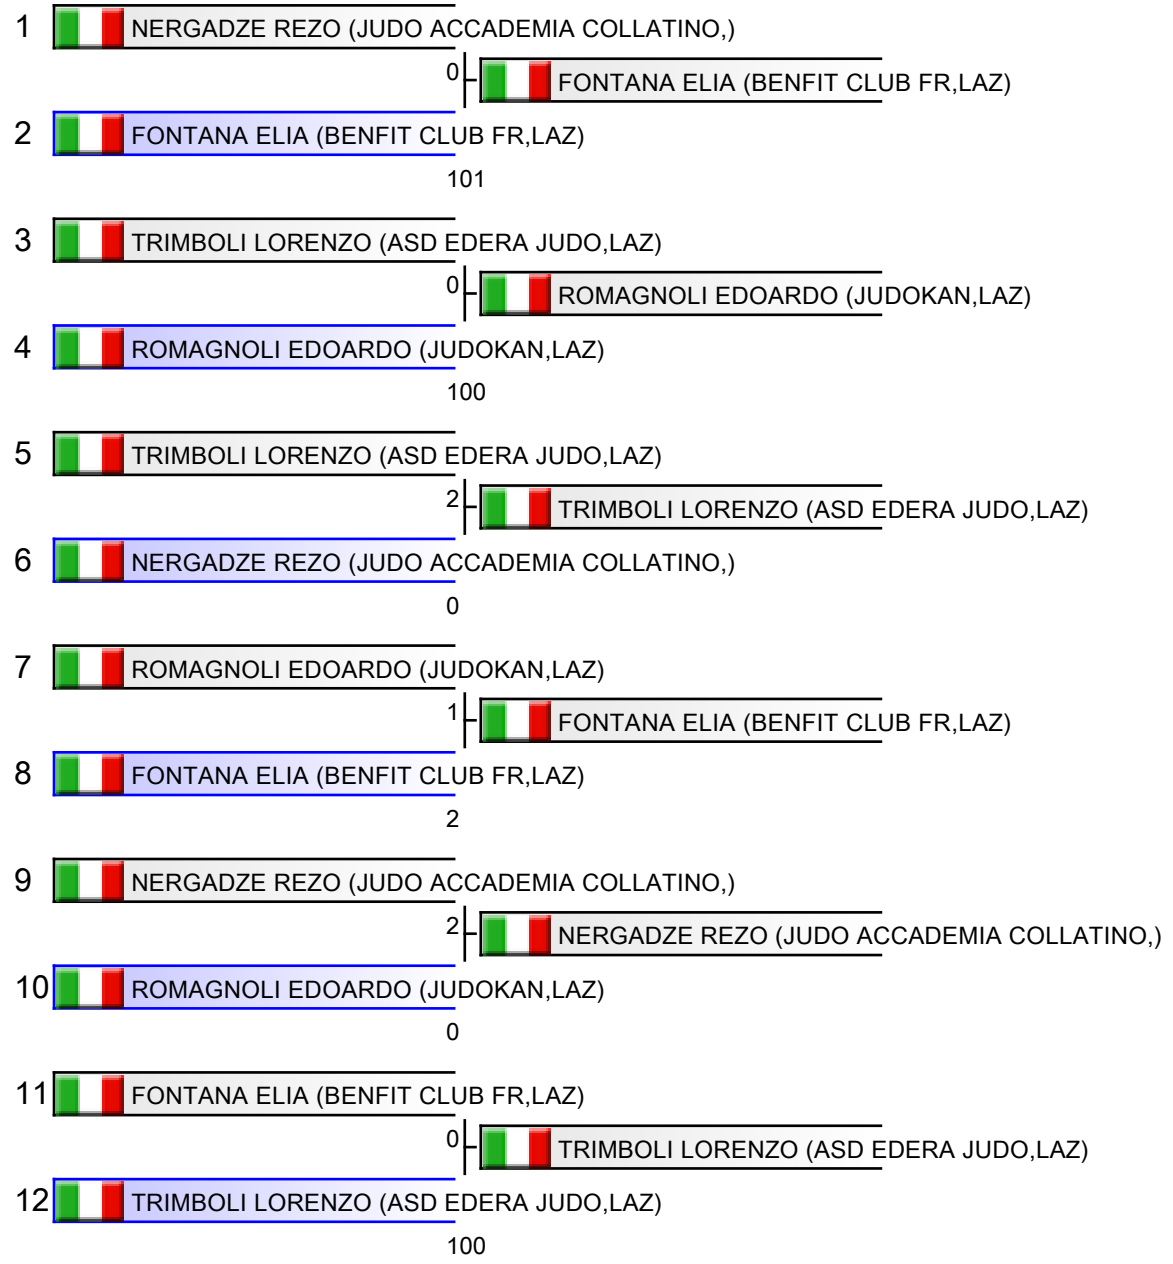 1 NERGADZE REZO (JUDO ACCADEMIA COLLATINO,)
0 FONTANA ELIA (BENFIT CLUB FR,LAZ)
2 FONTANA ELIA (BENFIT CLUB FR,LAZ)
101
3 TRIMBOLI LORENZO (ASD EDERA JUDO,LAZ)
0 ROMAGNOLI EDOARDO (JUDOKAN,LAZ)
4 ROMAGNOLI EDOARDO (JUDOKAN,LAZ)
100
5 TRIMBOLI LORENZO (ASD EDERA JUDO,LAZ)
2 TRIMBOLI LORENZO (ASD EDERA JUDO,LAZ)
6 NERGADZE REZO (JUDO ACCADEMIA COLLATINO,)
0
7 ROMAGNOLI EDOARDO (JUDOKAN,LAZ)
1 FONTANA ELIA (BENFIT CLUB FR,LAZ)
8 FONTANA ELIA (BENFIT CLUB FR,LAZ)
2
9 NERGADZE REZO (JUDO ACCADEMIA COLLATINO,)
2 NERGADZE REZO (JUDO ACCADEMIA COLLATINO,)
10 ROMAGNOLI EDOARDO (JUDOKAN,LAZ)
0
11 FONTANA ELIA (BENFIT CLUB FR,LAZ)
0 TRIMBOLI LORENZO (ASD EDERA JUDO,LAZ)
12 TRIMBOLI LORENZO (ASD EDERA JUDO,LAZ)
100